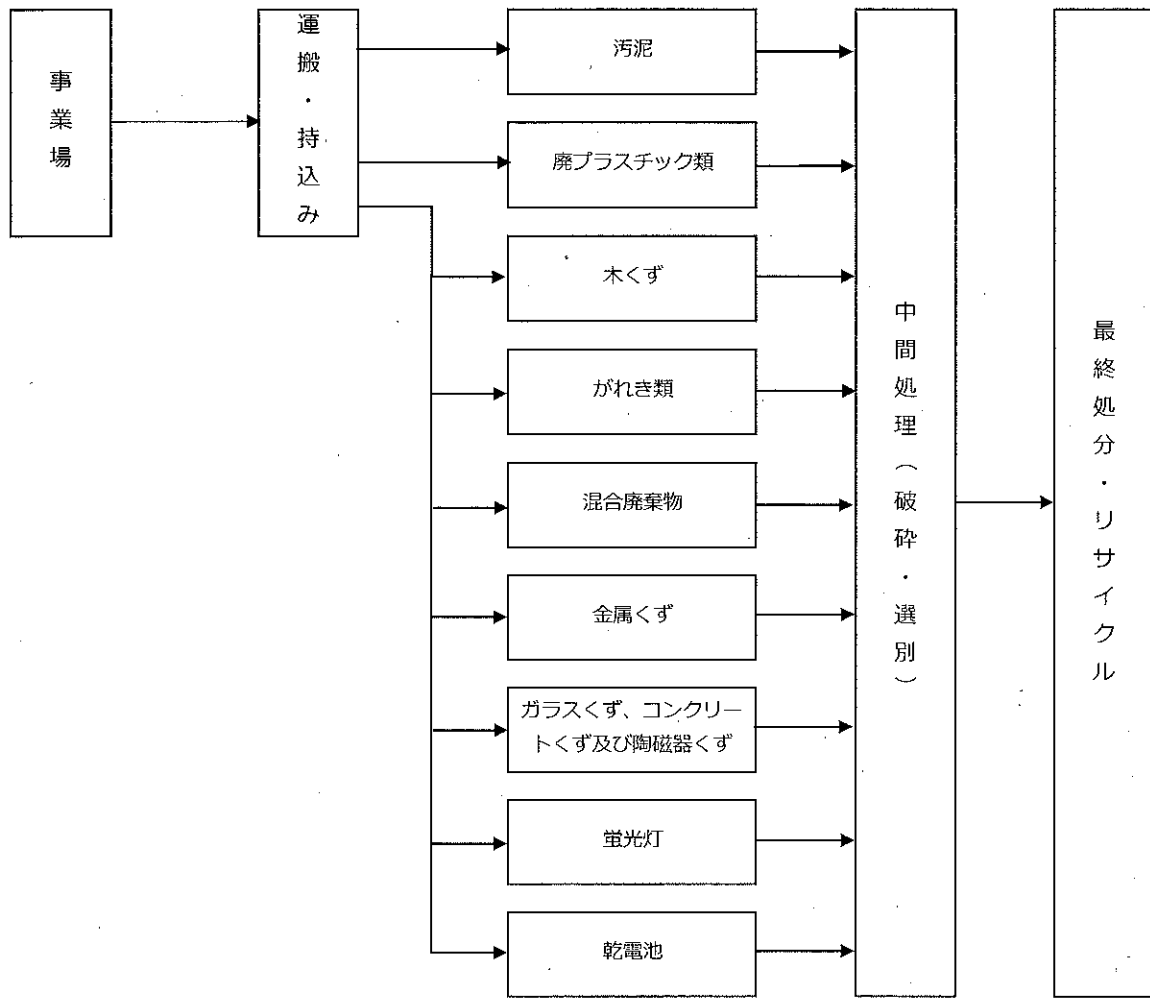 事業場
運搬・持込み
汚泥
廃プラスチック類
木くず
がれき類
混合廃棄物
金属くず
ガラスくず、コンクリー
トくず及び陶磁器くず
蛍光灯
乾電池
中間処理（破砕・選別）
最終処分・リサイクル